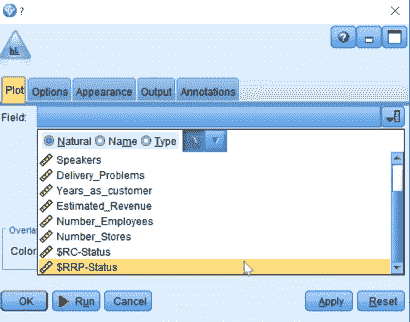 ?
Plot Options Appearance Output Annotations
Field:
Natural Name Type
Speakers
Delivery_Problems
Years_as_customer
Estimated_Revenue
Number_Employees
Number_Stores
$RC-Status
$RRP-Status
Overla
Color
OK Run Cancel Apply Reset